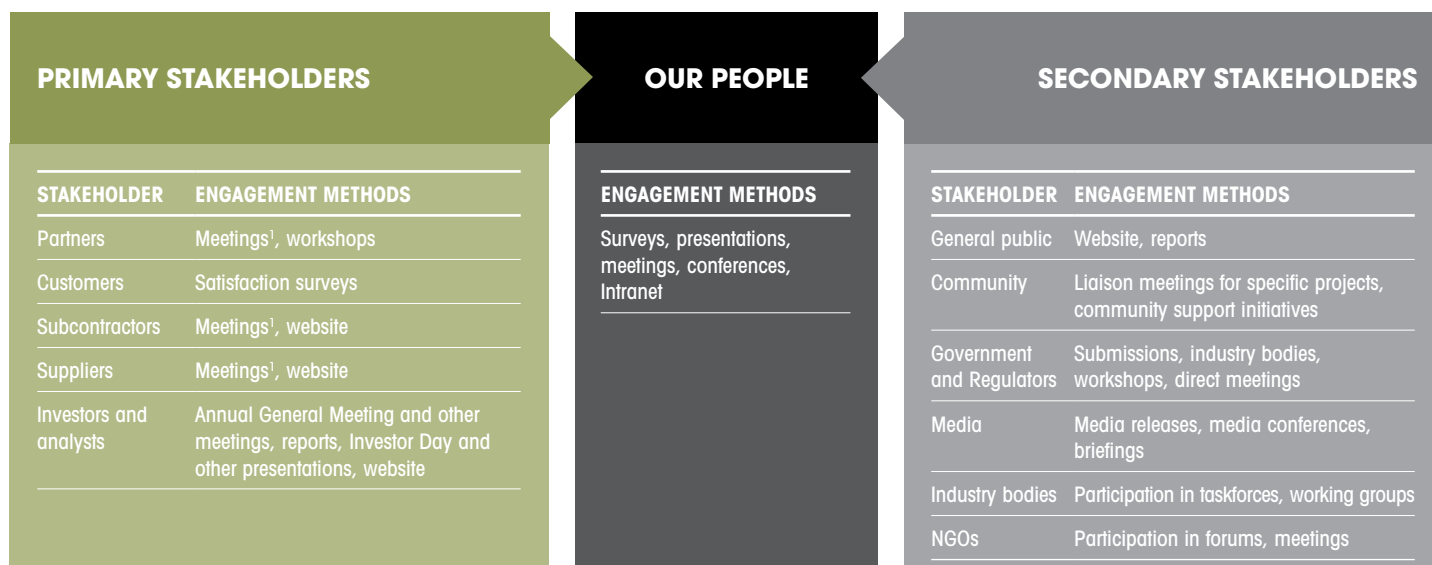 PRIMARY STAKEHOLDERS
STAKEHOLDER ENGAGEMENT METHODS
Partners Meetings¹, workshops
Customers Satisfaction surveys
Subcontractors Meetings¹, website
Suppliers Meetings¹, website
Investors and Annual General Meeting and other
analysts meetings, reports, Investor Day and
other presentations, website
OUR PEOPLE
ENGAGEMENT METHODS
Surveys, presentations,
meetings, conferences,
Intranet
SECONDARY STAKEHOLDERS
STAKEHOLDER ENGAGEMENT METHODS
General public Website, reports
Community Liaison meetings for specific projects,
community support initiatives
Government Submissions, industry bodies,
and Regulators workshops, direct meetings
Media Media releases, media conferences,
briefings
Industry bodies Participation in taskforces, working groups
NGOs Participation in forums, meetings